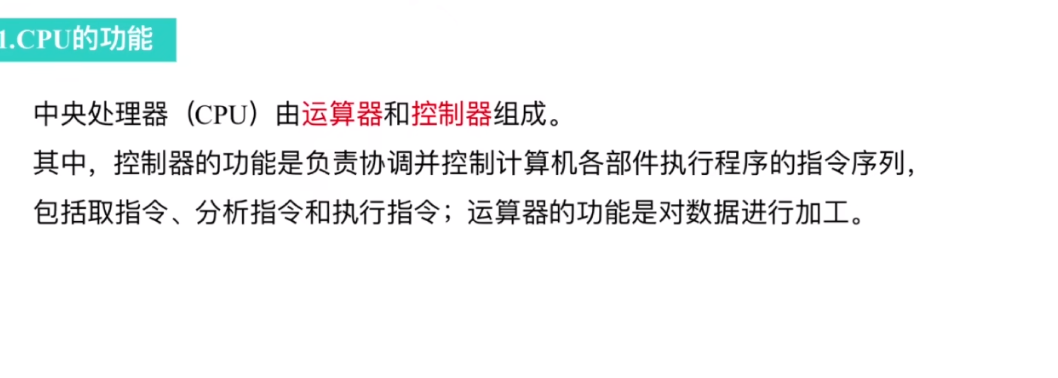 1.CPU的功能
中央处理器（CPU）由运算器和控制器组成。
其中，控制器的功能是负责协调并控制计算机各部件执行程序的指令序列，
包括取指令、分析指令和执行指令；运算器的功能是对数据进行加工。